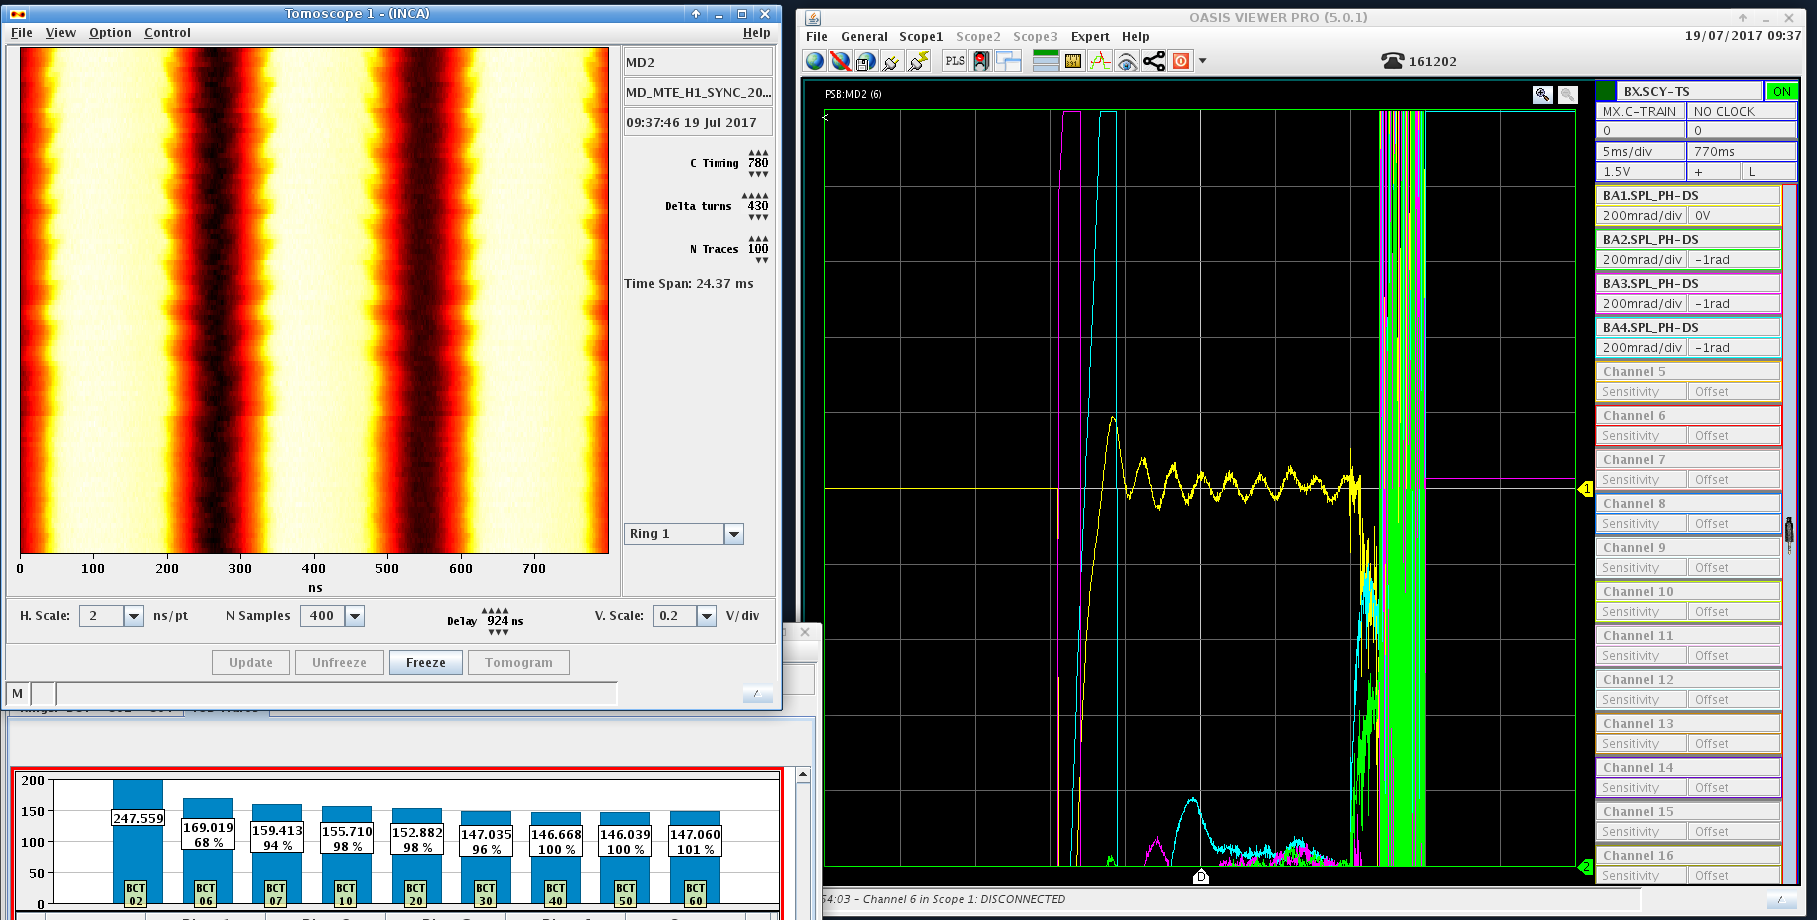 Tomoscope 1 - (INCA)
File View Option Control Help
MD2
MD_MTE_H1_SYNC_20...
09:37:46 19 Jul 2017
C Timing 780
Delta turns 430
N Traces 100
Time Span: 24.37 ms
Ring 1
0 100 200 300 400 500 600 700
ns
H. Scale: 2 ns/pt N Samples 400 Delay 924 ns V. Scale: 0.2 V/div
Update Unfreeze Freeze Tomogram
M
200
150
100
50
0
247.559
169.019
68 %
159.413
94 %
155.710
98 %
152.882
98 %
147.035
96 %
146.668
100 %
146.039
100 %
147.060
101 %
BCT 02
BCT 06
BCT 07
BCT 10
BCT 20
BCT 30
BCT 40
BCT 50
BCT 60
OASIS VIEWER PRO (5.0.1)
File General Scope1 Scope2 Scope3 Expert Help
19/07/2017 09:37
PLS
161202
PSB:MD2 (6)
<
1
2
D
BX.SCY-TS ON
MX.C-TRAIN NO CLOCK
0 0
5ms/div 770ms
1.5V + L
BA1.SPL_PH-DS
200mrad/div 0V
BA2.SPL_PH-DS
200mrad/div -1rad
BA3.SPL_PH-DS
200mrad/div -1rad
BA4.SPL_PH-DS
200mrad/div -1rad
Channel 5
Sensitivity Offset
Channel 6
Sensitivity Offset
Channel 7
Sensitivity Offset
Channel 8
Sensitivity Offset
Channel 9
Sensitivity Offset
Channel 10
Sensitivity Offset
Channel 11
Sensitivity Offset
Channel 12
Sensitivity Offset
Channel 13
Sensitivity Offset
Channel 14
Sensitivity Offset
Channel 15
Sensitivity Offset
Channel 16
Sensitivity Offset
54:03 - Channel 6 in Scope 1: DISCONNECTED